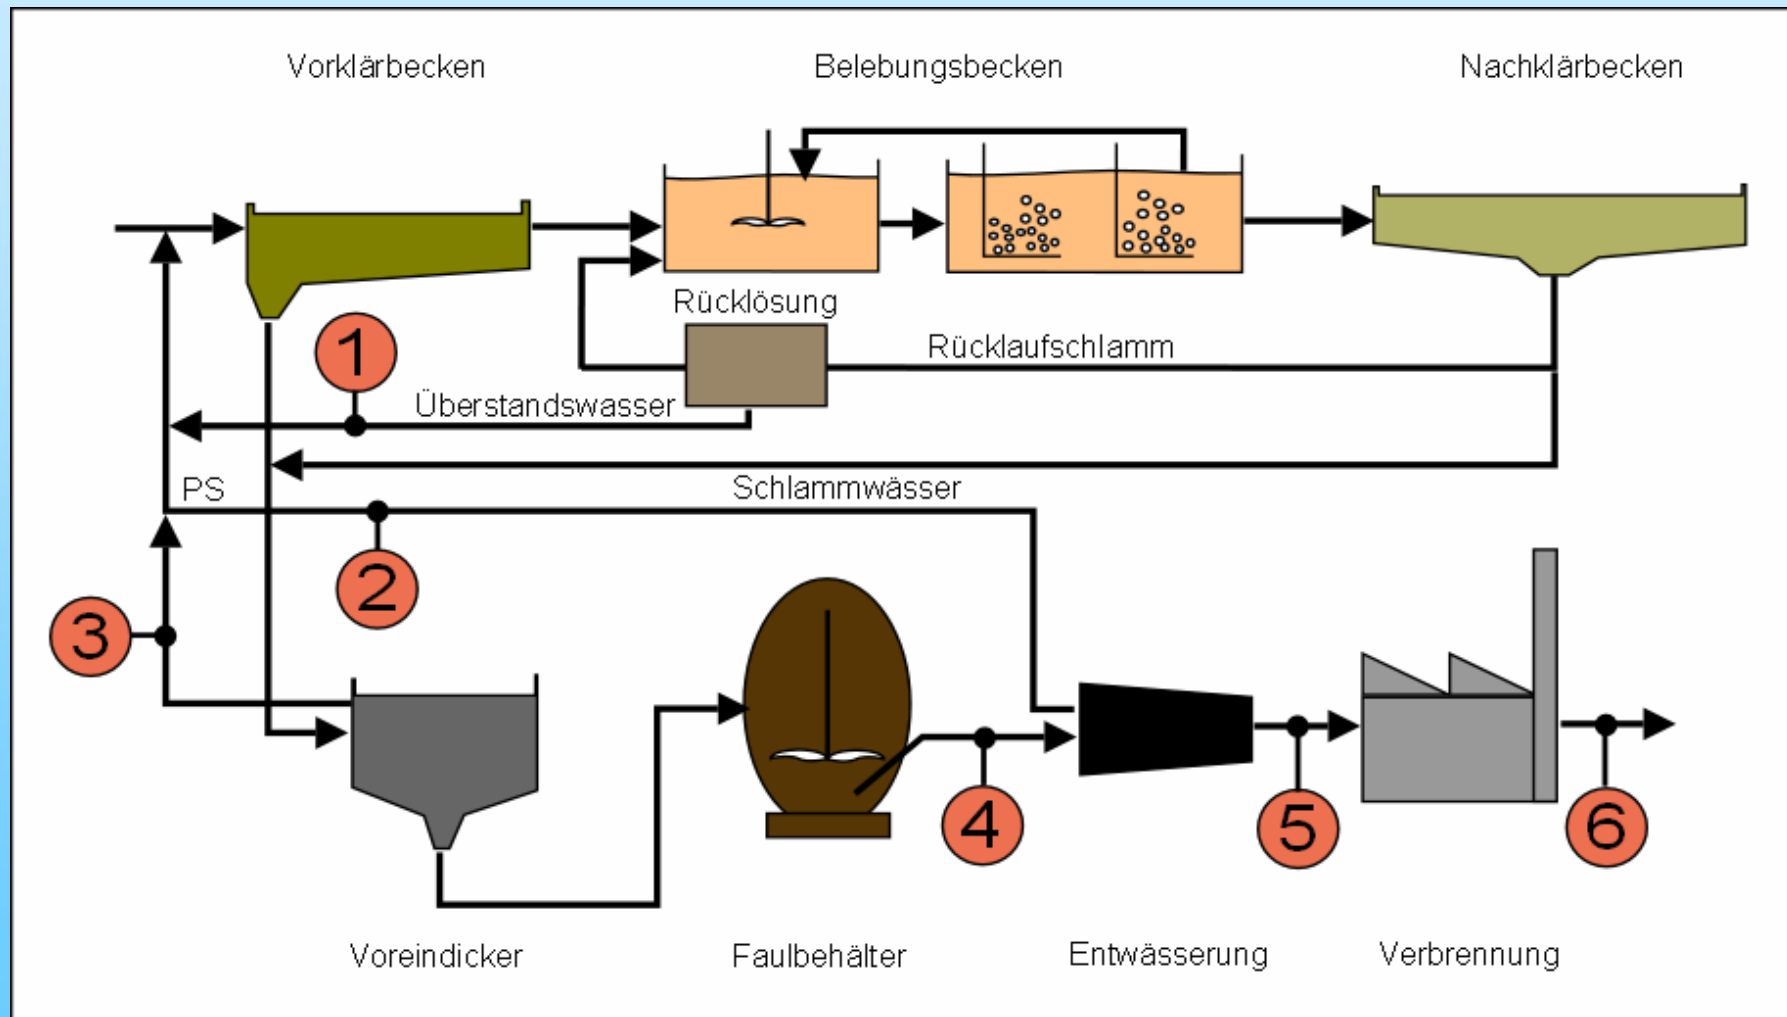 Vorklärbecken
Belebungsbecken
Nachklärbecken
Rücklösung
1
Rücklaufschlamm
Überstandswasser
PS
Schlammwässer
2
3
4
5
6
Voreindicker
Faulbehälter
Entwässerung
Verbrennung